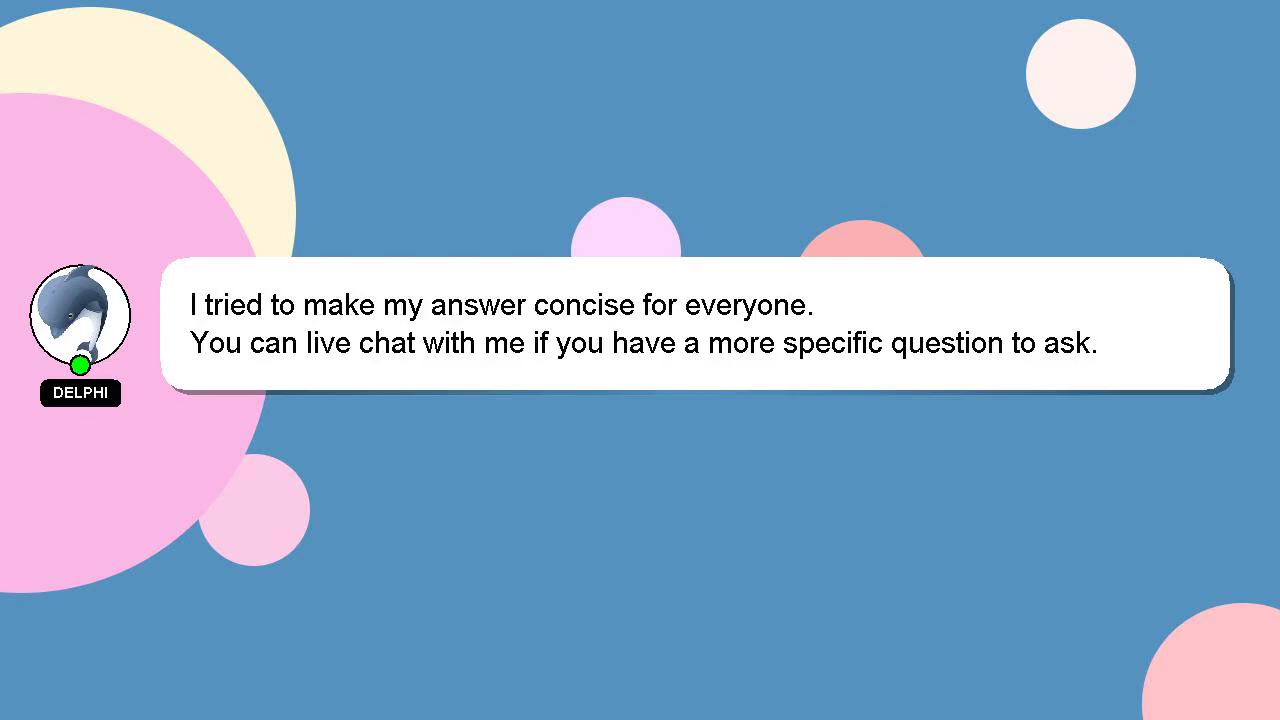 I tried to make my answer concise for everyone.
You can live chat with me if you have a more specific question to ask.
DELPHI